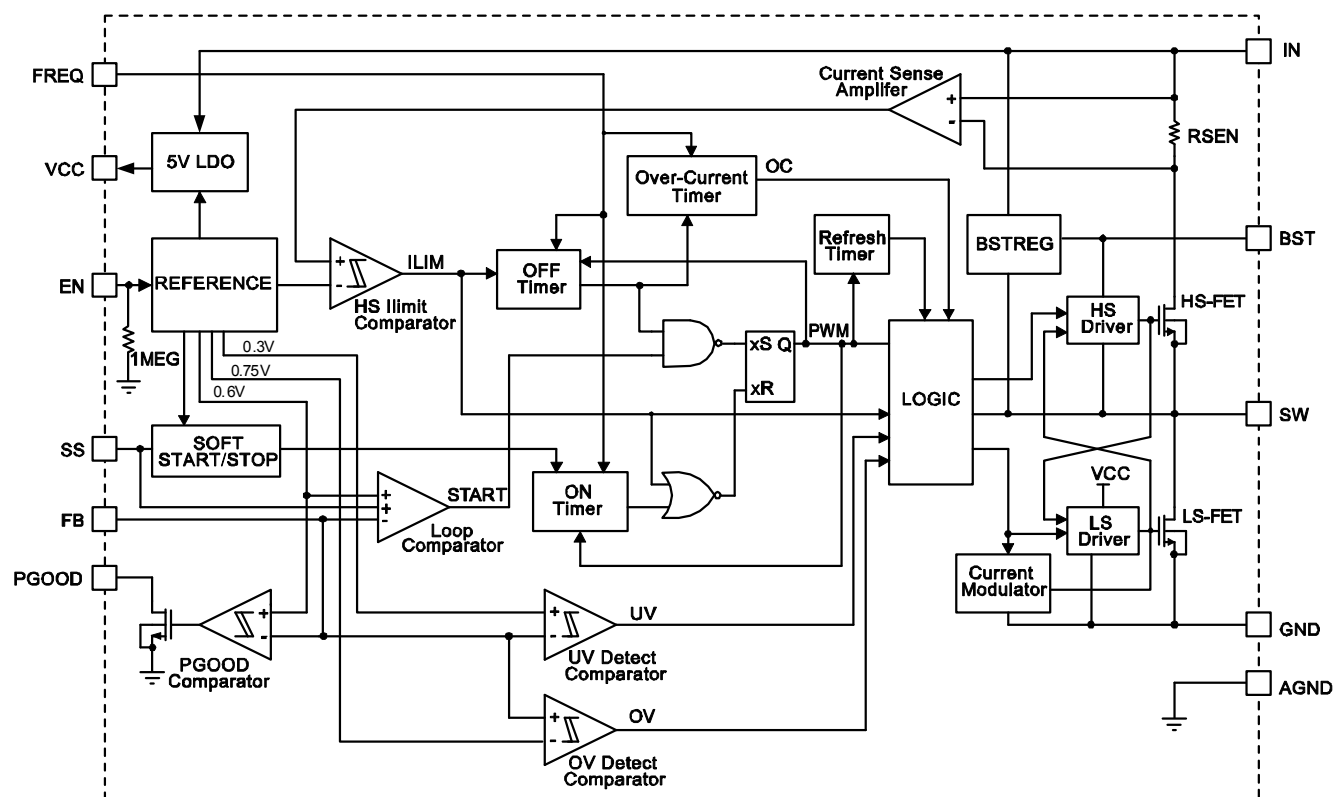 IN
FREQ
Current Sense
Amplifer
+
-
RSEN
VCC
5V LDO
Over-Current
Timer
OC
BSTREG
BST
Refresh
Timer
EN
REFERENCE
+
-
ILIM
HS Ilimit
Comparator
OFF
Timer
HS
Driver
HS-FET
1MEG
0.3V
0.75V
0.6V
xS Q
xR
PWM
LOGIC
SW
SS
SOFT
START/STOP
VCC
+
+
-
START
Loop
Comparator
ON
Timer
LS
Driver
LS-FET
FB
PGOOD
Current
Modulator
+
-
PGOOD
Comparator
+
-
UV
UV Detect
Comparator
GND
AGND
+
-
OV
OV Detect
Comparator